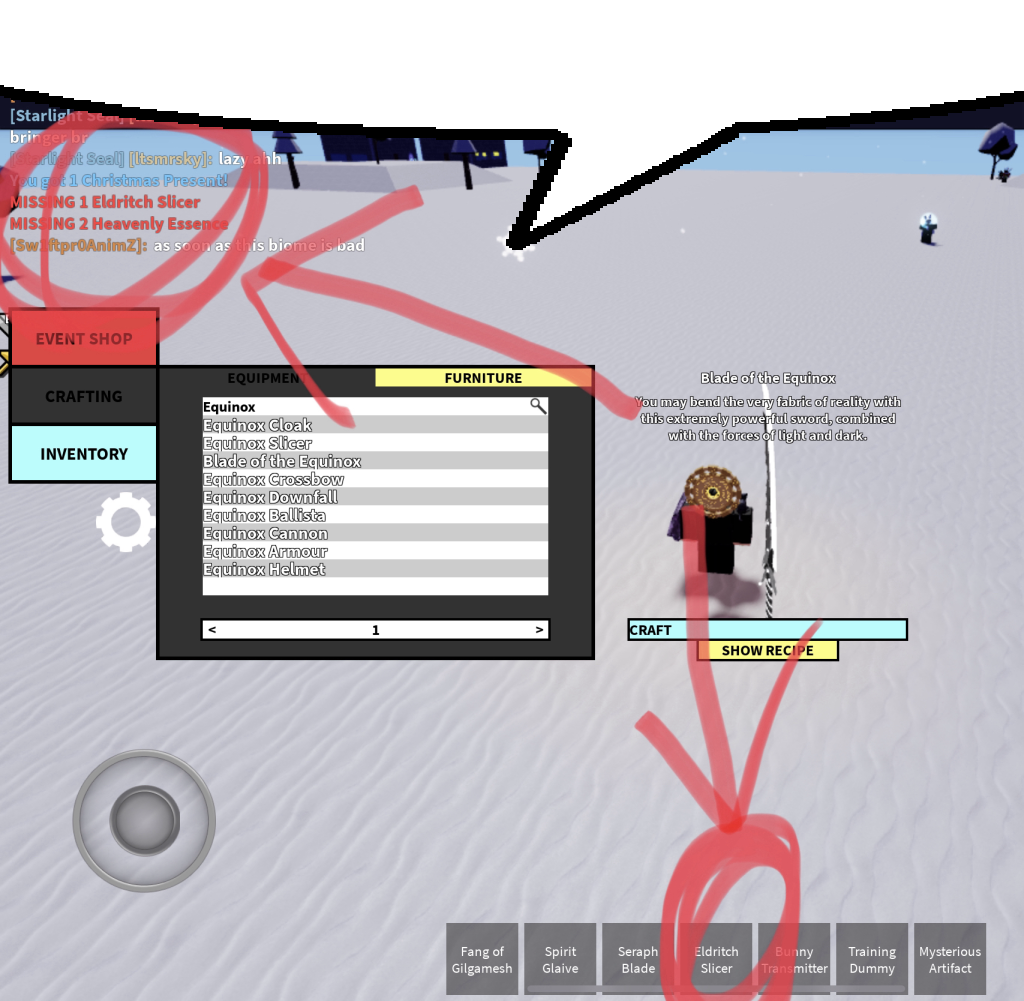 [Starlight Seal]
bringer br
[Starlight Seal] [Itsmrsky]: lazy ahh
You got 1 Christmas Present!
MISSING 1 Eldritch Slicer
MISSING 2 Heavenly Essence
[Sw1ftpr0AnimZ]: as soon as this biome is bad
EVENT SHOP
CRAFTING
INVENTORY
EQUIPMENT
FURNITURE
Equinox
Equinox Cloak
Equinox Slicer
Blade of the Equinox
Equinox Crossbow
Equinox Downfall
Equinox Ballista
Equinox Cannon
Equinox Armour
Equinox Helmet
< 1 >
Blade of the Equinox
You may bend the very fabric of reality with
this extremely powerful sword, combined
with the forces of light and dark.
CRAFT
SHOW RECIPE
Fang of
Gilgamesh
Spirit
Glaive
Seraph
Blade
Eldritch
Slicer
Bunny
Transmitter
Training
Dummy
Mysterious
Artifact